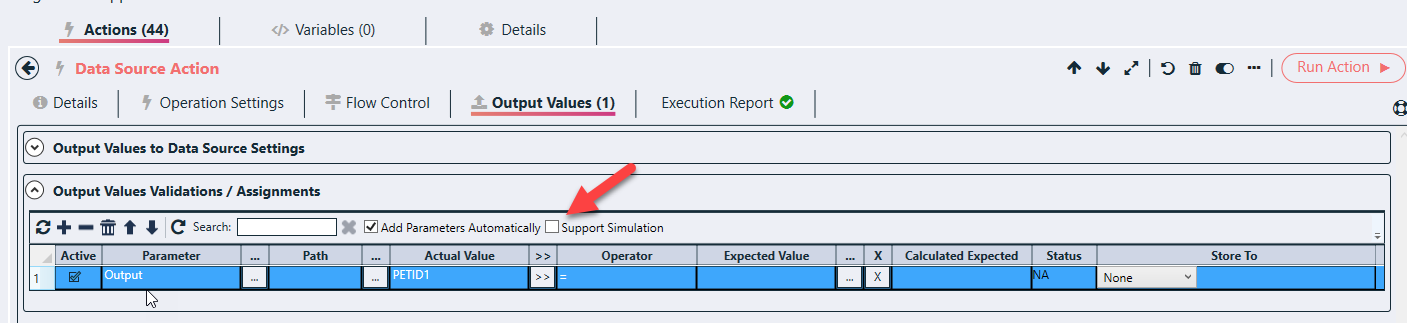 Actions (44) Variables (0) Details
Data Source Action Run Action
Details Operation Settings Flow Control Output Values (1) Execution Report
Output Values to Data Source Settings
Output Values Validations / Assignments
Search: Add Parameters Automatically Support Simulation
Active Parameter ... Path ... Actual Value >> Operator Expected Value ... X Calculated Expected Status Store To
1 Output ... ... PETID1 >> = ... X NA None